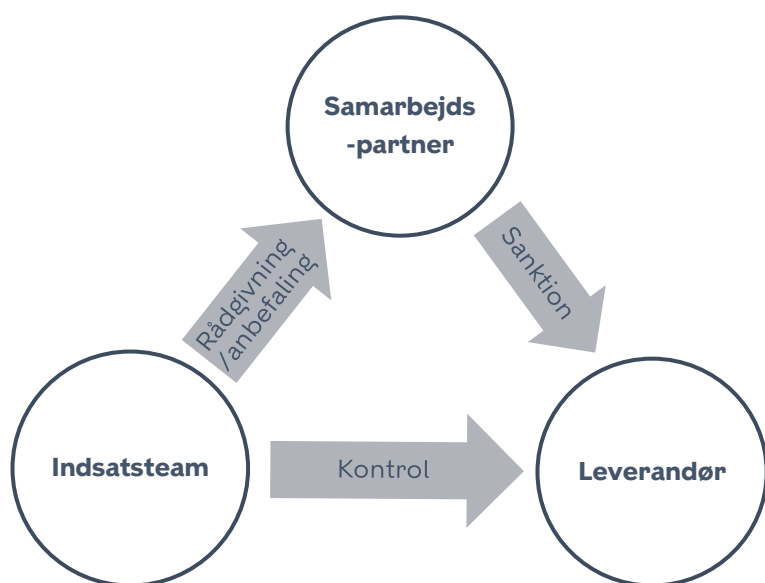 Samarbejds
-partner
Rådgivning
/anbefaling
Sanktion
Indsatsteam
Kontrol
Leverandør